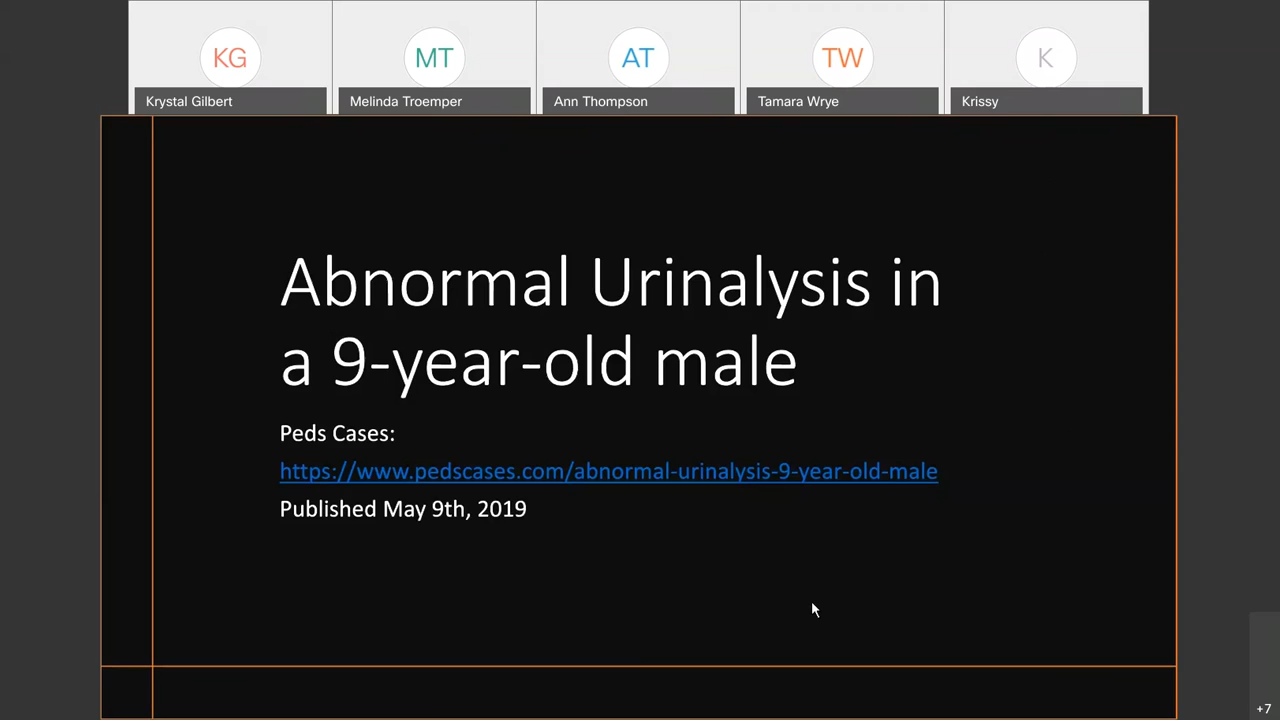 KG
MT
AT
TW
K
Krystal Gilbert
Melinda Troemper
Ann Thompson
Tamara Wrye
Krissy
Abnormal Urinalysis in
a 9-year-old male
Peds Cases:
https://www.pedscases.com/abnormal-urinalysis-9-year-old-male
Published May 9th, 2019
+7